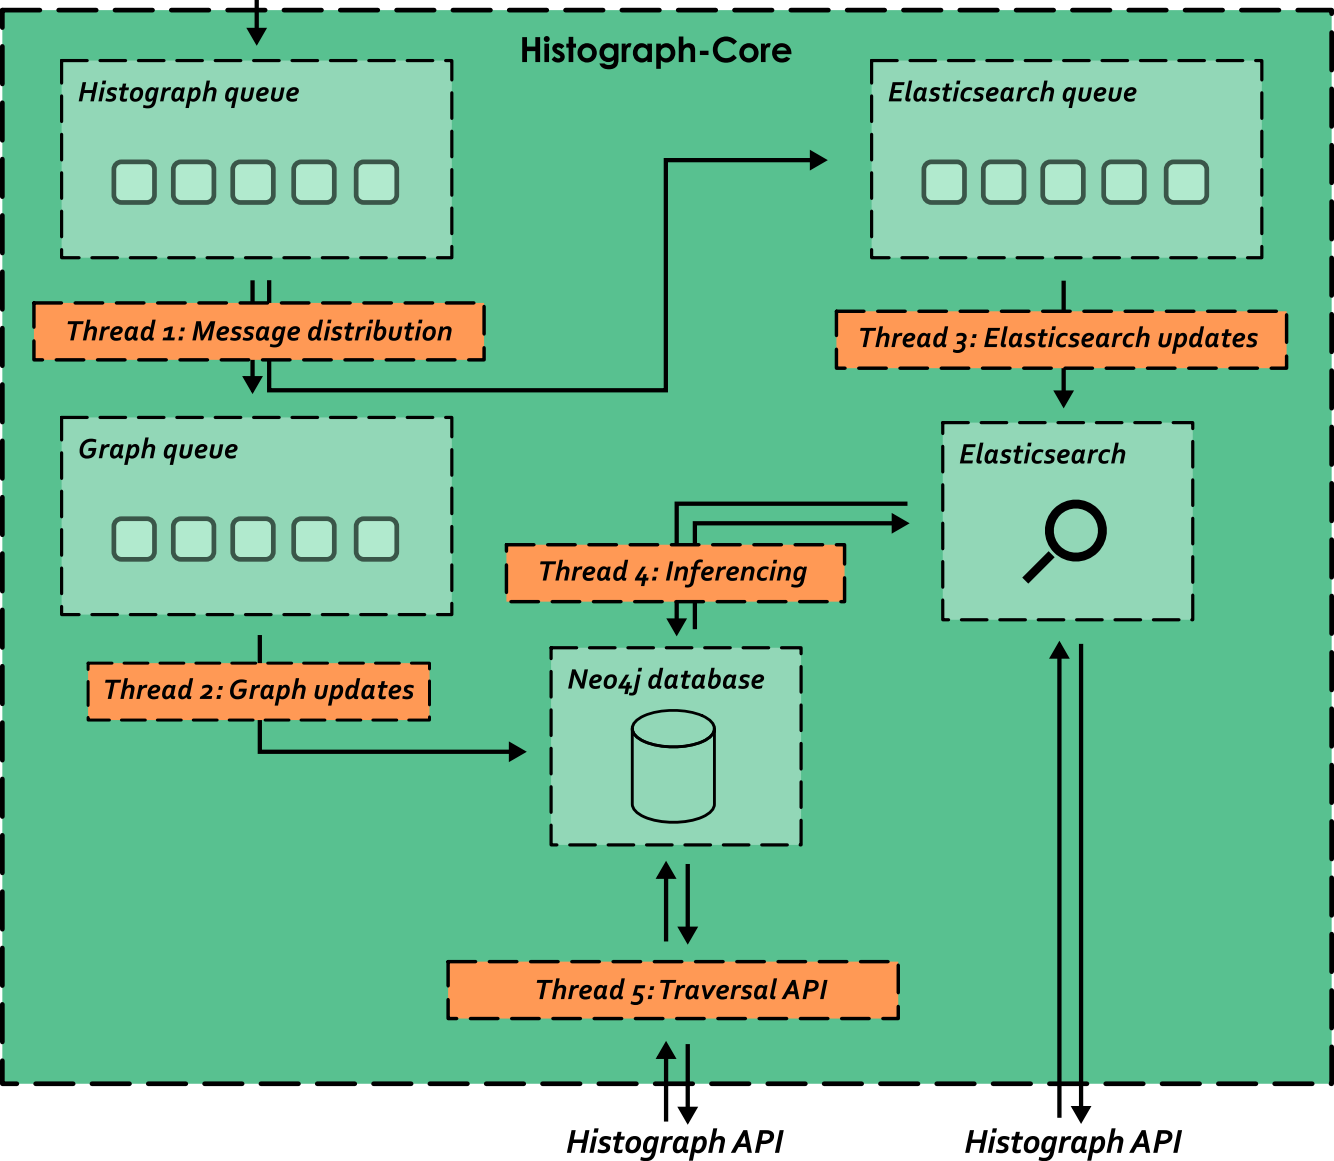 Histograph-Core
Histograph queue
Elasticsearch queue
Thread 1: Message distribution
Thread 3: Elasticsearch updates
Graph queue
Elasticsearch
Thread 4: Inferencing
Thread 2: Graph updates
Neo4j database
Thread 5: Traversal API
Histograph API
Histograph API